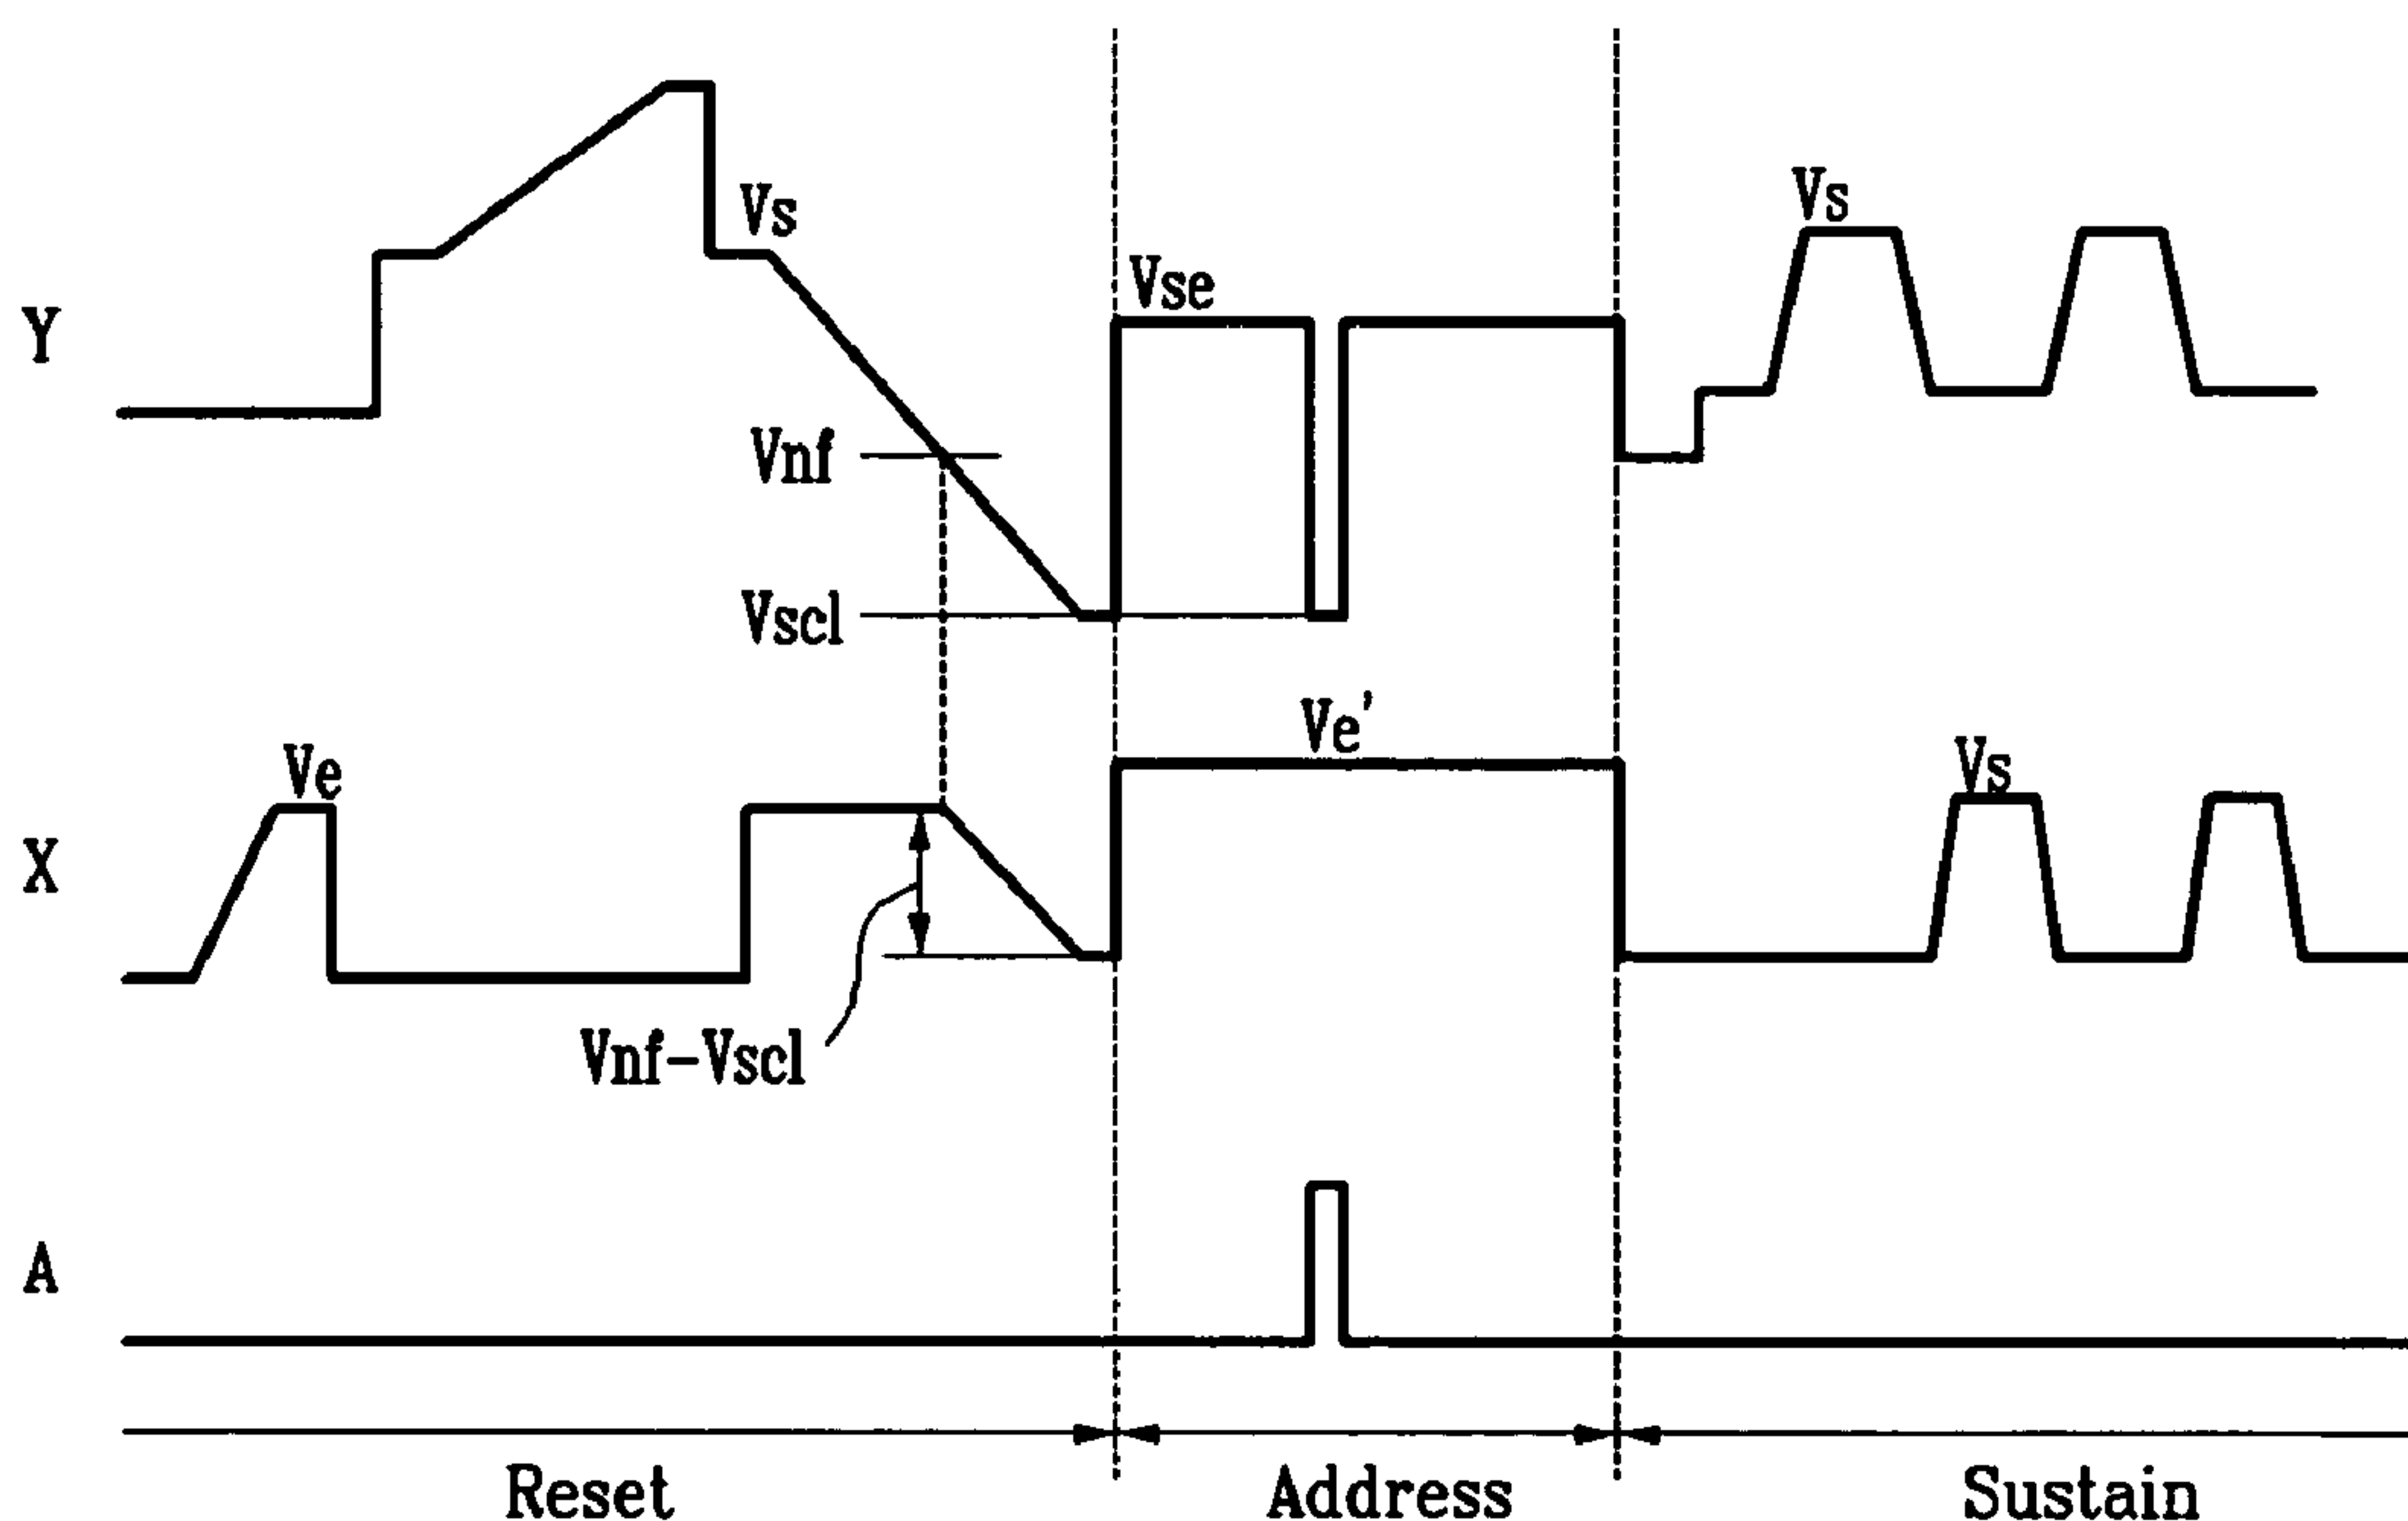 Vs
Vs
Vse
Y
Vnf
Vscl
Ve'
Ve
Vs
X
Vnf-Vscl
A
Reset
Address
Sustain